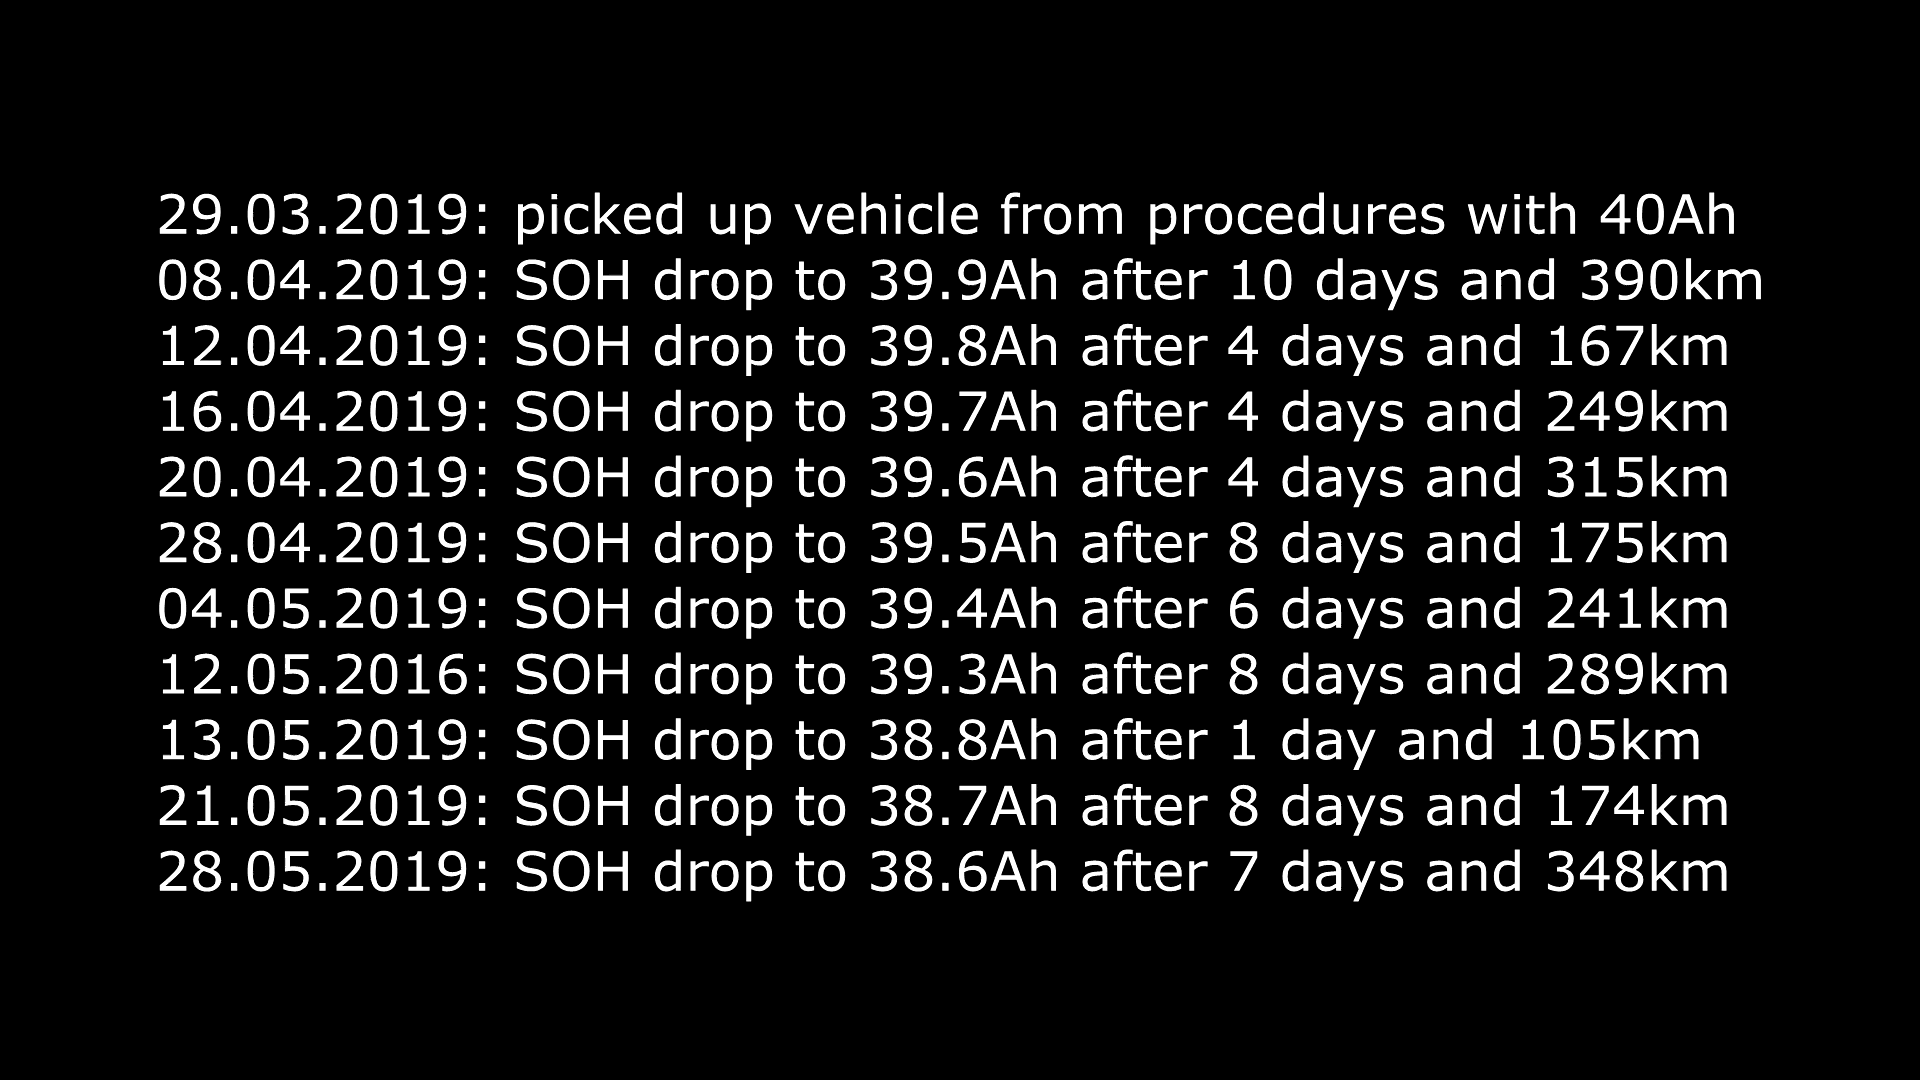 29.03.2019: picked up vehicle from procedures with 40Ah
08.04.2019: SOH drop to 39.9Ah after 10 days and 390km
12.04.2019: SOH drop to 39.8Ah after 4 days and 167km
16.04.2019: SOH drop to 39.7Ah after 4 days and 249km
20.04.2019: SOH drop to 39.6Ah after 4 days and 315km
28.04.2019: SOH drop to 39.5Ah after 8 days and 175km
04.05.2019: SOH drop to 39.4Ah after 6 days and 241km
12.05.2016: SOH drop to 39.3Ah after 8 days and 289km
13.05.2019: SOH drop to 38.8Ah after 1 day and 105km
21.05.2019: SOH drop to 38.7Ah after 8 days and 174km
28.05.2019: SOH drop to 38.6Ah after 7 days and 348km